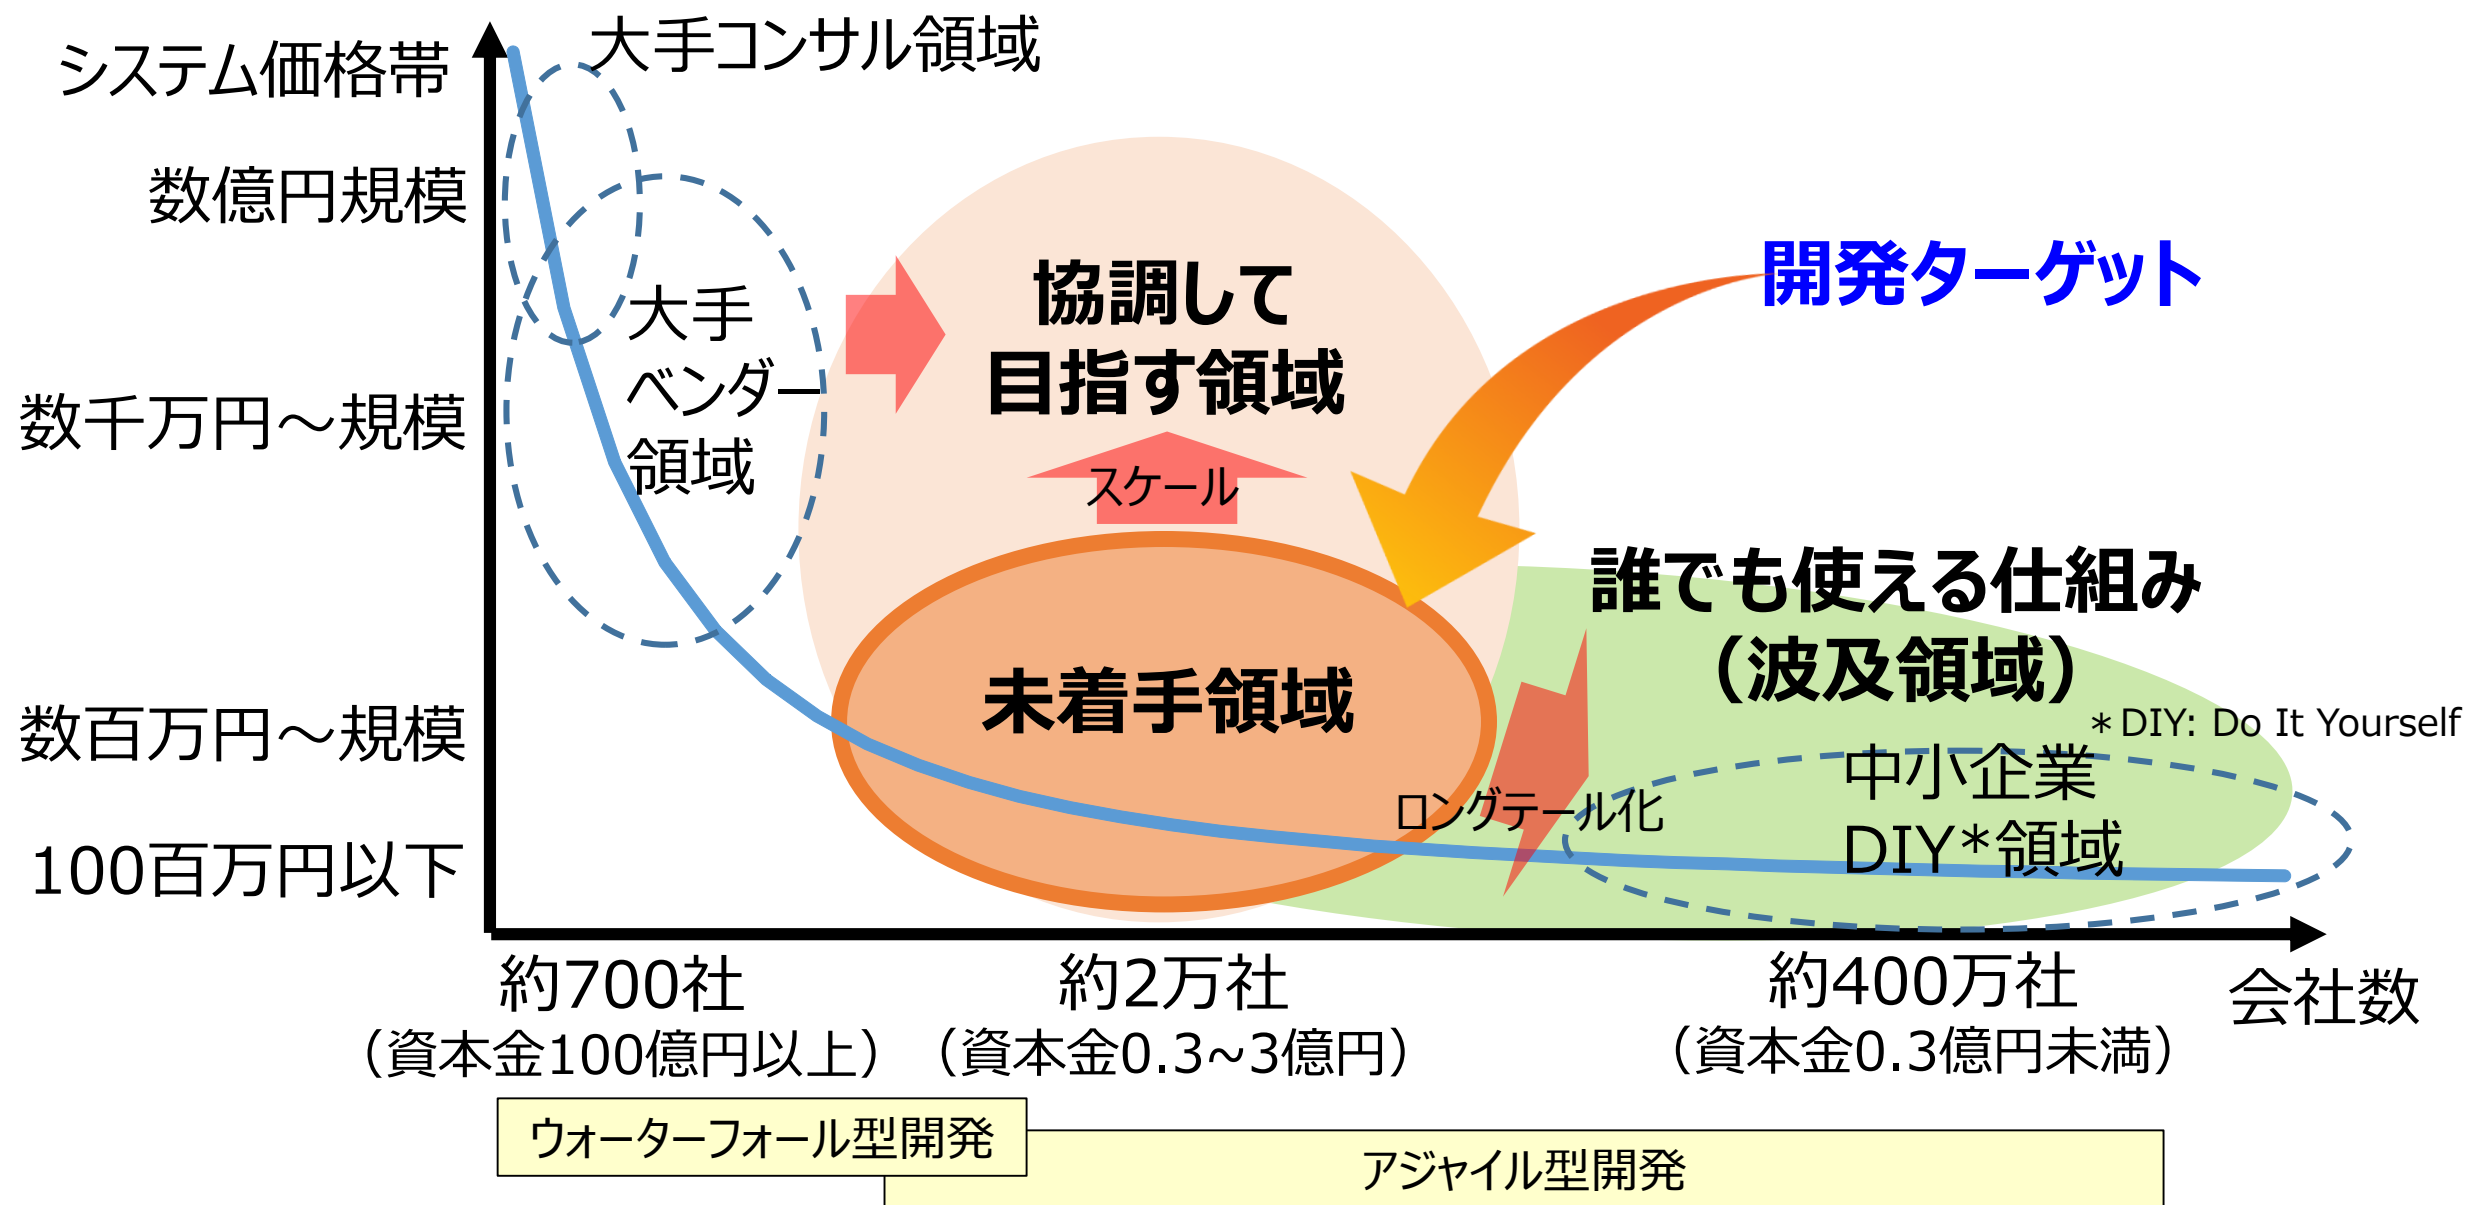 システム価格帯
大手コンサル領域
数億円規模
数千万円～規模
数百万円～規模
100百万円以下
大手
ベンダー
領域
協調して
目指す領域
スケール
開発ターゲット
未着手領域
誰でも使える仕組み
（波及領域）
＊DIY: Do It Yourself
ロングテール化
中小企業
DIY*領域
約700社
（資本金100億円以上）
約2万社
（資本金0.3~3億円）
約400万社
（資本金0.3億円未満）
会社数
ウォーターフォール型開発
アジャイル型開発